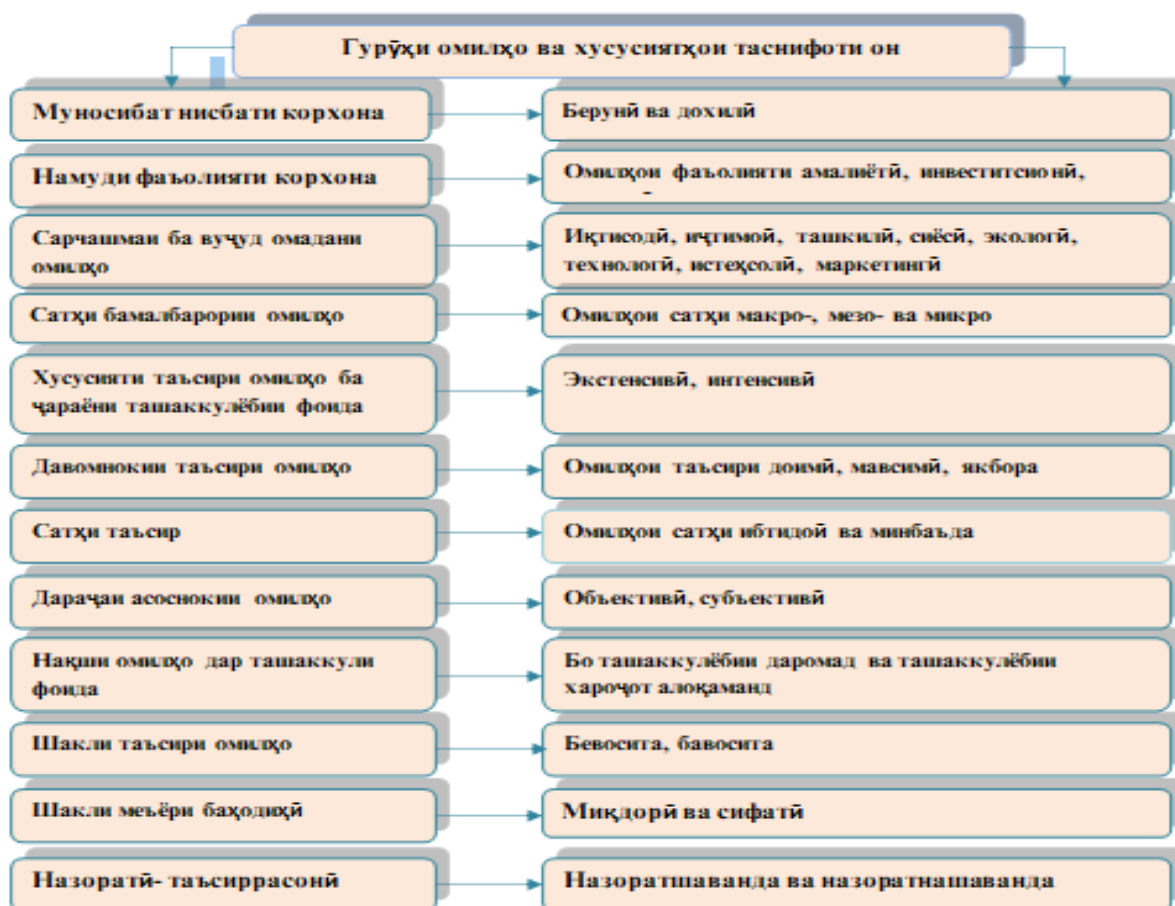 Гурӯҳи омилҳо ва хусусиятҳои таснифоти он
Муносибат нисбати корхона
Берунӣ ва дохилӣ
Намуди фаъолияти корхона
Омилҳои фаъолияти амалиётӣ, инвеститсионӣ,
Сарчашмаи ба вуҷуд омадани
омилҳо
Иқтисодӣ, иҷтимоӣ, ташкилӣ, сиёсӣ, экологӣ,
технологӣ, истеҳсолӣ, маркетингӣ
Сатҳи бамалбарории омилҳо
Омилҳои сатҳи макро-, мезо- ва микро
Хусусияти таъсири омилҳо ба
ҷараёни ташаккулёбии фоида
Экстенсивӣ, интенсивӣ
Давомнокии таъсири омилҳо
Омилҳои таъсири доимӣ, мавсимӣ, якбора
Сатҳи таъсир
Омилҳои сатҳи ибтидоӣ ва минбаъда
Дараҷаи асоснокии омилҳо
Объективӣ, субъективӣ
Нақши омилҳо дар ташаккули
фоида
Бо ташаккулёбии даромад ва ташаккулёбии
хароҷот алоқаманд
Шакли таъсири омилҳо
Бевосита, бавосита
Шакли меъёри баҳодиҳӣ
Миқдорӣ ва сифатӣ
Назоратӣ- таъсиррасонӣ
Назоратшаванда ва назоратнашаванда